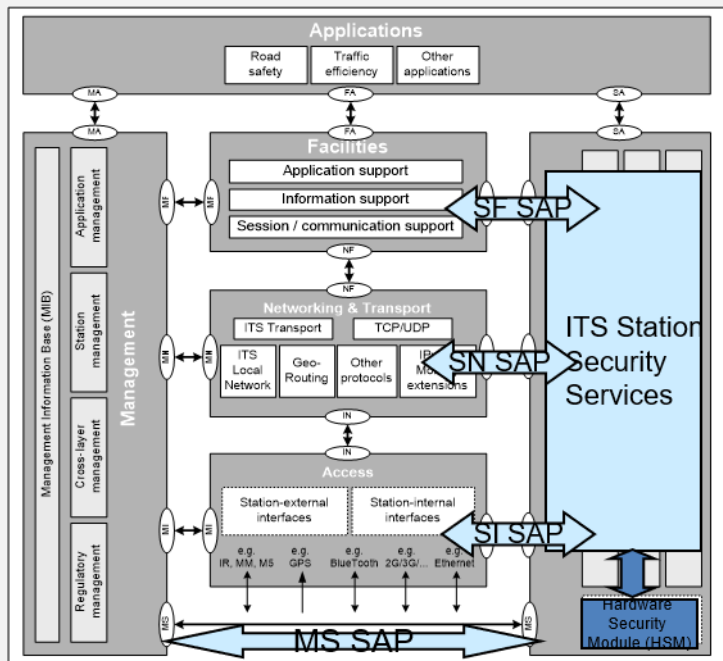 Applications
Road
safety
Traffic
efficiency
Other
applications
MA
FA
SA
MA
FA
SA
Management Information Base (MIB)
Application
management
Station
management
Cross-layer
management
Regulatory
management
Management
MF
MF
MN
MN
MI
MI
MS
MS
Facilities
Application support
Information support
Session / communication support
SF SAP
NF
NF
Networking & Transport
ITS Transport
TCP/UDP
ITS
Local
Network
Geo-
Routing
Other
protocols
extensions
SN SAP
IN
IN
Access
Station-external
interfaces
Station-internal
interfaces
SI SAP
e.g.
IR, MM, M5
e.g.
GPS
e.g.
BlueTooth
e.g.
2G/3G/...
e.g.
Ethernet
MS SAP
ITS Station
Security
Services
Hardware
Security
Module (HSM)